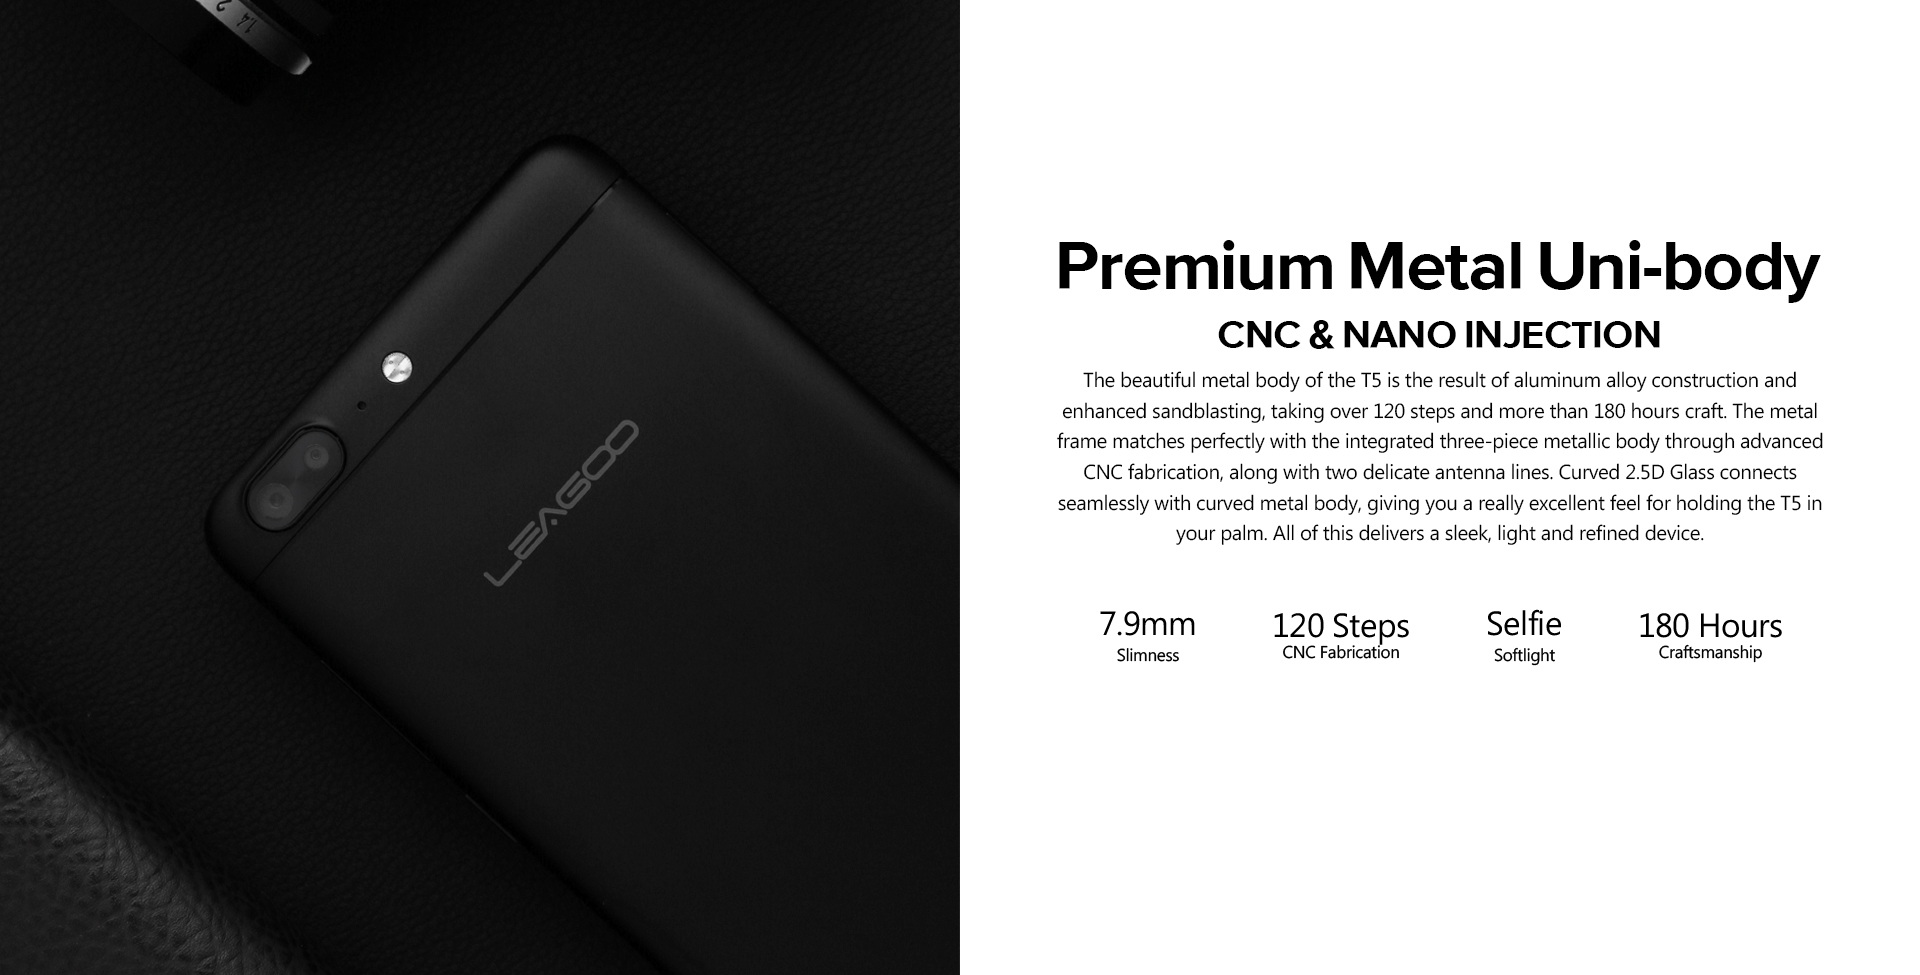 1.4 2
LEAGOO
Premium Metal Uni-body
CNC & NANO INJECTION
The beautiful metal body of the T5 is the result of aluminum alloy construction and
enhanced sandblasting, taking over 120 steps and more than 180 hours craft. The metal
frame matches perfectly with the integrated three-piece metallic body through advanced
CNC fabrication, along with two delicate antenna lines. Curved 2.5D Glass connects
seamlessly with curved metal body, giving you a really excellent feel for holding the T5 in
your palm. All of this delivers a sleek, light and refined device.
7.9mm 120 Steps Selfie 180 Hours
Slimness CNC Fabrication Softlight Craftsmanship